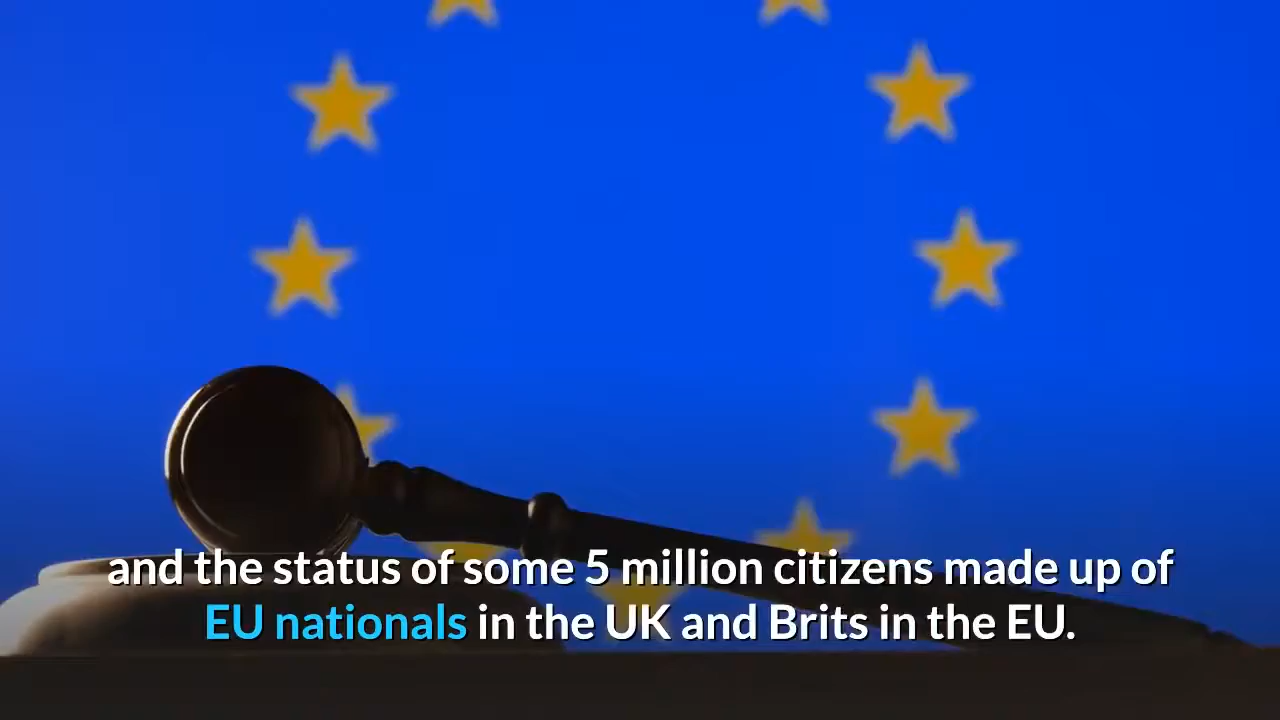 and the status of some 5 million citizens made up of
EU nationals in the UK and Brits in the EU.